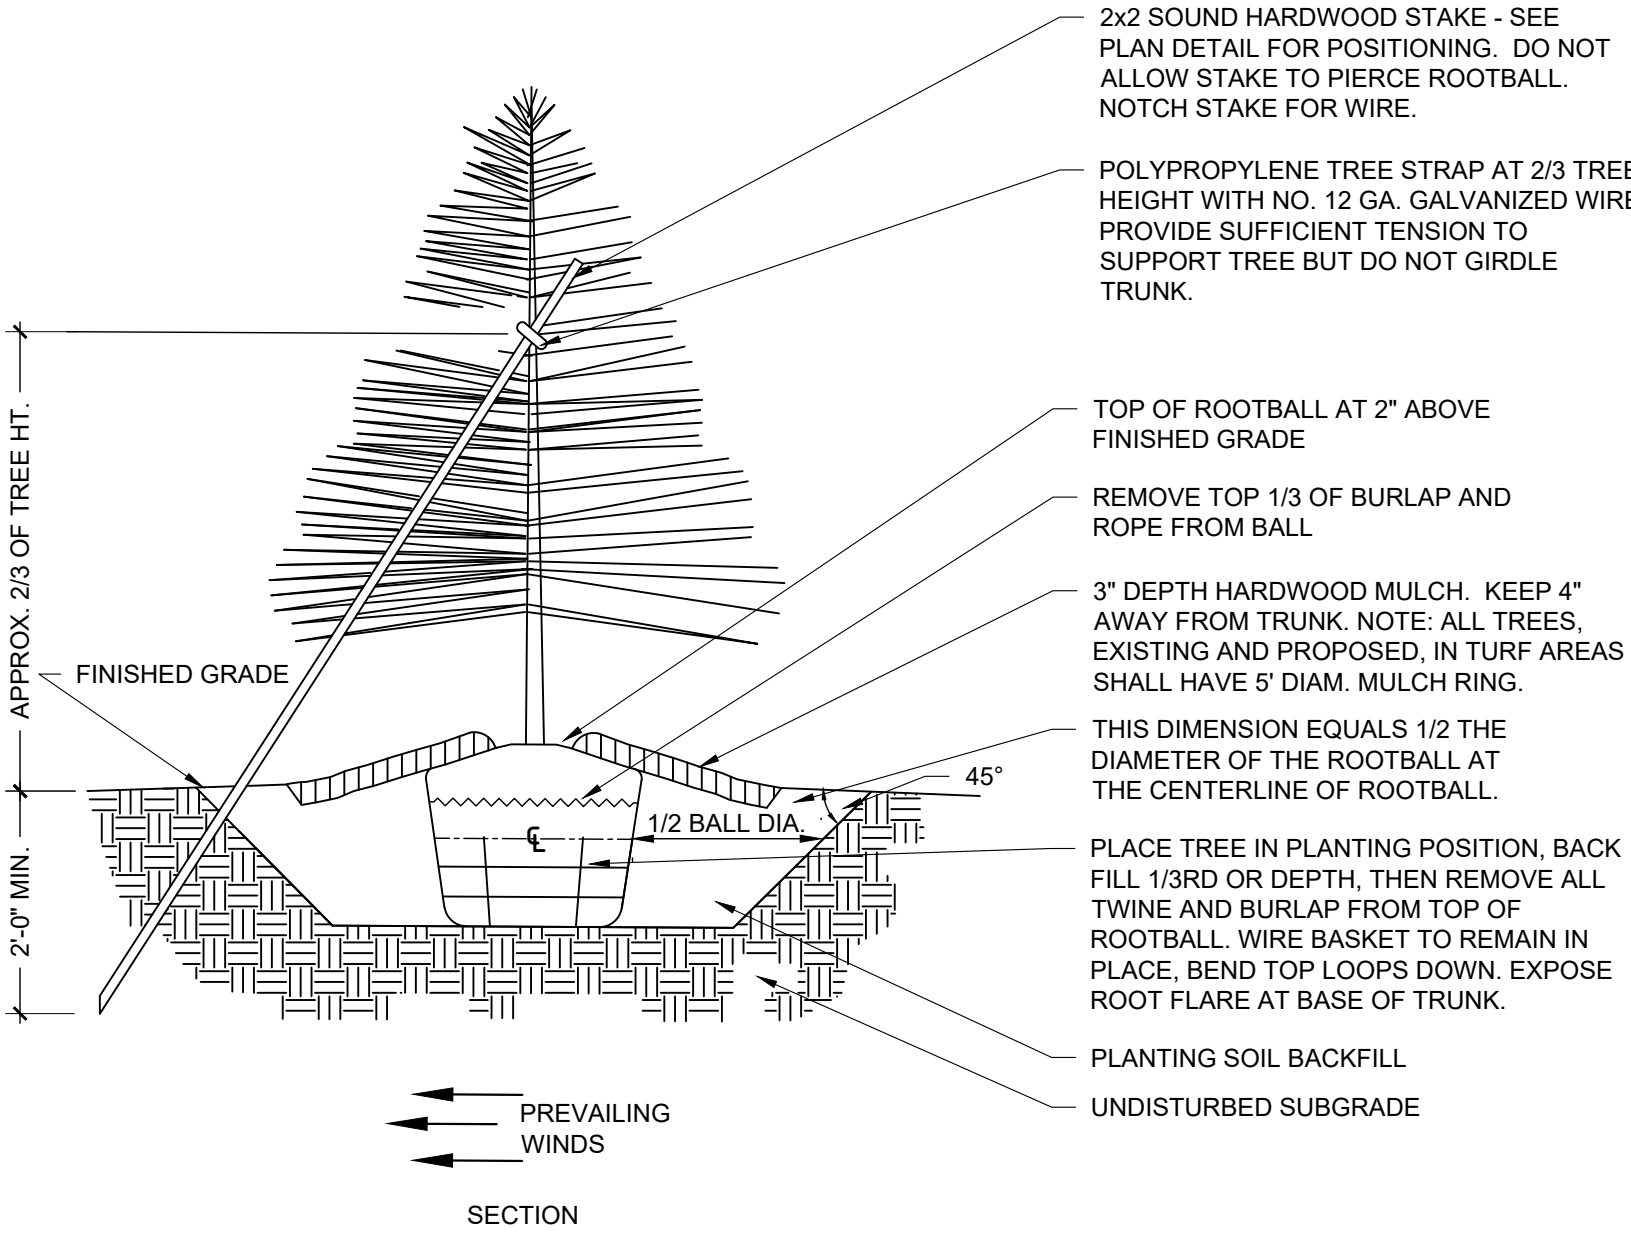 2x2 SOUND HARDWOOD STAKE - SEE
PLAN DETAIL FOR POSITIONING. DO NOT
ALLOW STAKE TO PIERCE ROOTBALL.
NOTCH STAKE FOR WIRE.
POLYPROPYLENE TREE STRAP AT 2/3 TREE
HEIGHT WITH NO. 12 GA. GALVANIZED WIRE
PROVIDE SUFFICIENT TENSION TO
SUPPORT TREE BUT DO NOT GIRDLE
TRUNK.
TOP OF ROOTBALL AT 2" ABOVE
FINISHED GRADE
REMOVE TOP 1/3 OF BURLAP AND
ROPE FROM BALL
3" DEPTH HARDWOOD MULCH. KEEP 4"
AWAY FROM TRUNK. NOTE: ALL TREES,
EXISTING AND PROPOSED, IN TURF AREAS
SHALL HAVE 5' DIAM. MULCH RING.
THIS DIMENSION EQUALS 1/2 THE
DIAMETER OF THE ROOTBALL AT
THE CENTERLINE OF ROOTBALL.
45°
PLACE TREE IN PLANTING POSITION, BACK
FILL 1/3RD OR DEPTH, THEN REMOVE ALL
TWINE AND BURLAP FROM TOP OF
ROOTBALL. WIRE BASKET TO REMAIN IN
PLACE, BEND TOP LOOPS DOWN. EXPOSE
ROOT FLARE AT BASE OF TRUNK.
PLANTING SOIL BACKFILL
UNDISTURBED SUBGRADE
APPROX. 2/3 OF TREE HT.
2'-0" MIN.
FINISHED GRADE
℄
1/2 BALL DIA.
PREVAILING
WINDS
SECTION